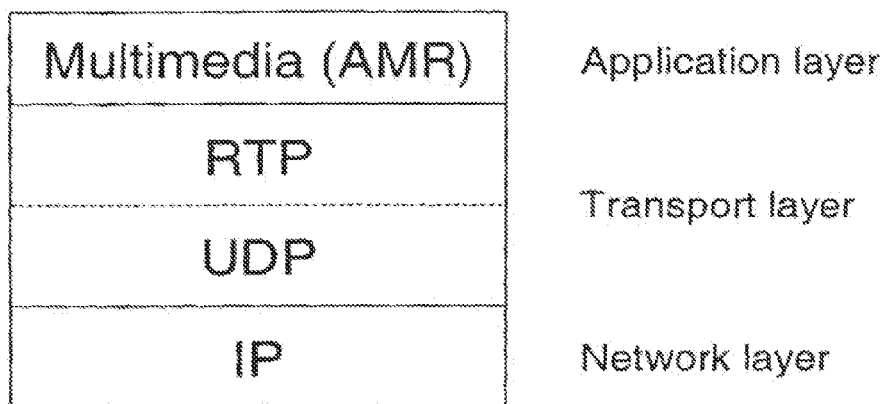 Multimedia (AMR) Application layer
RTP
Transport layer
UDP
IP Network layer